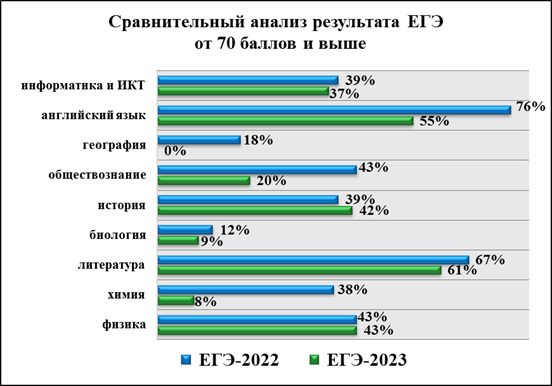 Сравнительный анализ результата ЕГЭ
от 70 баллов и выше
информатика и ИКТ 39%
37%
английский язык 76%
55%
география 18%
0%
обществознание 43%
20%
история 39%
42%
биология 12%
9%
литература 67%
61%
химия 38%
8%
физика 43%
43%
ЕГЭ-2022 ЕГЭ-2023